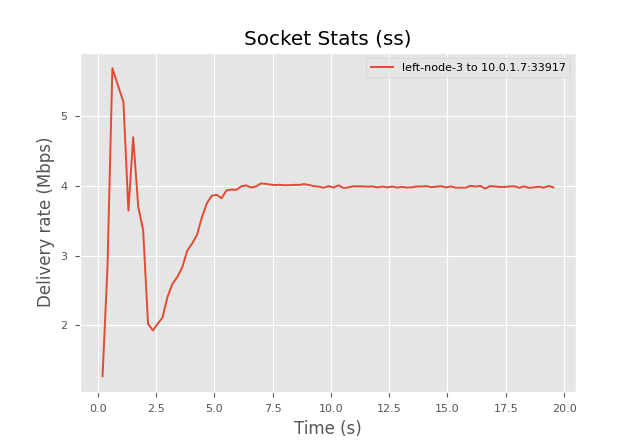 Socket Stats (ss)
left-node-3 to 10.0.1.7:33917
Delivery rate (Mbps)
5
4
3
2
0.0 2.5 5.0 7.5 10.0 12.5 15.0 17.5 20.0
Time (s)